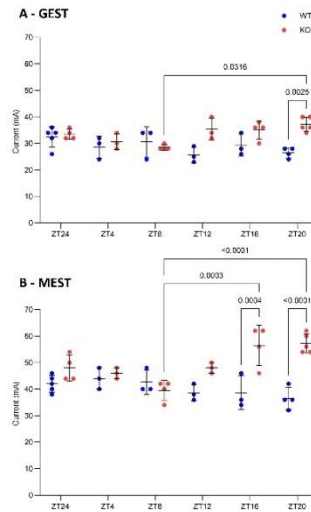 A - GEST
WT
KO
70
60
50
40
30
20
10
0
Current (mA)
0.0316
0.0025
ZT24 ZT4 ZT8 ZT12 ZT16 ZT20
B - MEST
<0.0001
0.0003
0.0004 <0.0001
70
60
50
40
30
20
10
0
Current (mA)
ZT24 ZT4 ZT8 ZT12 ZT16 ZT20